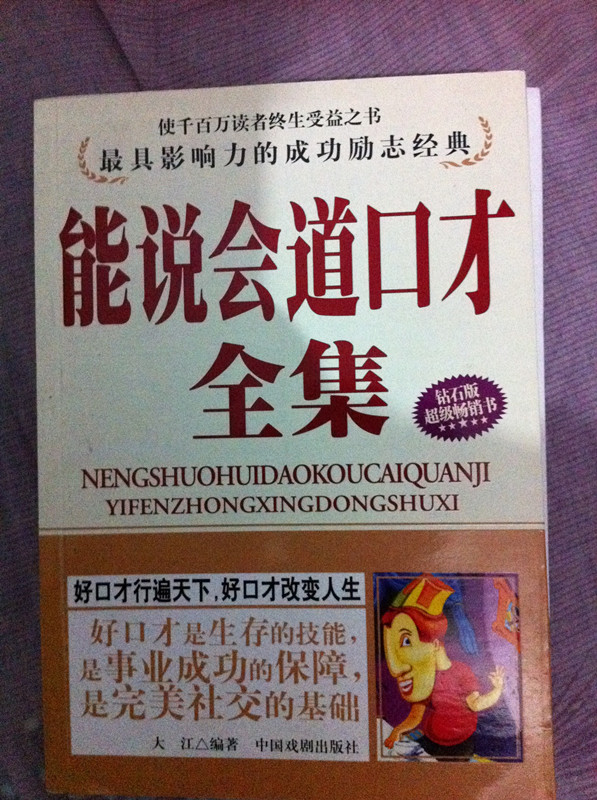 使千百万读者终生受益之书
最具影响力的成功励志经典
能说会道口才
全集
钻石版
超级畅销书
★★★★★
NENGSHUOHUIDAOKOUCAIQUANJI
YIFENZHONGXINGDONGSHUXI
好口才行遍天下,好口才改变人生
好口才是生存的技能,
是事业成功的保障,
是完美社交的基础
大 江△编著 中国戏剧出版社